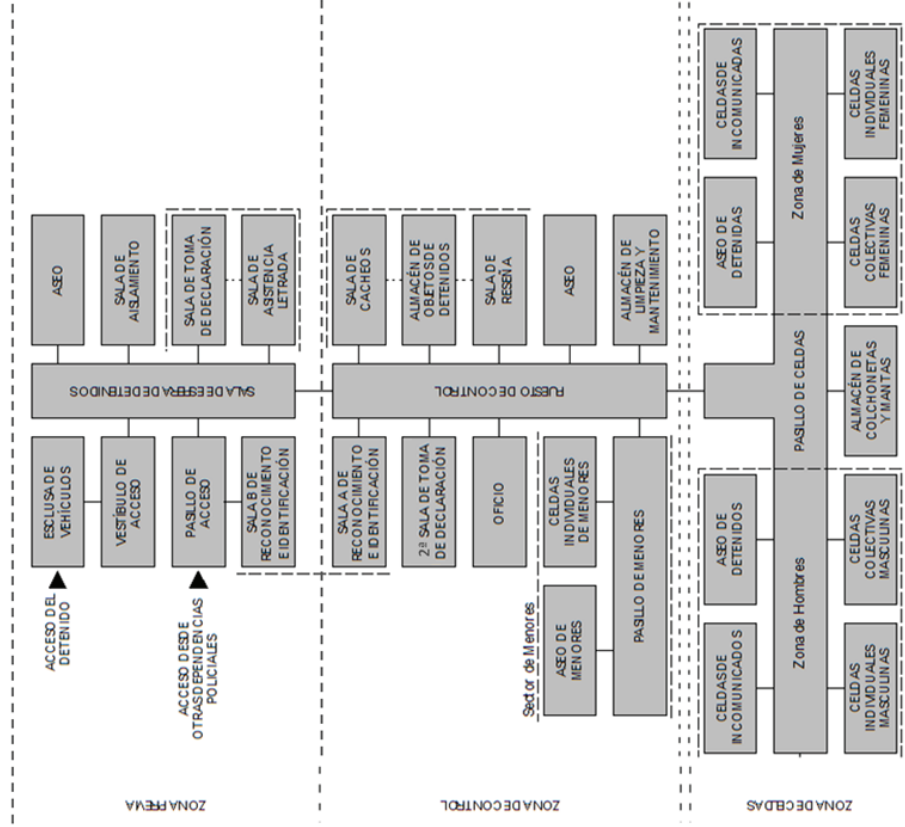 ACCESO DEL
DETENIDO
ACCESO DESDE
OTRAS DEPENDENCIAS
POLICIALES
ESCLUSA DE
VEHÍCULOS
VESTÍBULO DE
ACCESO
PASILLO DE
ACCESO
SALA B DE
RECONOCIMIENTO
E IDENTIFICACIÓN
SALA DE ESPERA DE DETENIDOS
ASEO
SALA DE
AISLAMIENTO
SALA DE TOMA
DE DECLARACIÓN
SALA DE
ASISTENCIA
LETRADA
ZONA PREVIA
SALA A DE
RECONOCIMIENTO
E IDENTIFICACIÓN
2ª SALA DE TOMA
DE DECLARACIÓN
OFICIO
Sector de Menores
CELDAS
INDIVIDUALES
DE MENORES
ASEO DE
MENORES
PASILLO DE MENORES
PUESTO DE CONTROL
SALA DE
CACHEOS
ALMACÉN DE
OBJETOS DE
DETENIDOS
SALA DE
RESEÑA
ASEO
ALMACÉN DE
LIMPIEZA Y
MANTENIMIENTO
ZONA DE CONTROL
CELDAS DE
INCOMUNICADOS
ASEO DE
DETENIDOS
Zona de Hombres
CELDAS
INDIVIDUALES
MASCULINAS
CELDAS
COLECTIVAS
MASCULINAS
PASILLO DE CELDAS
ALMACÉN DE
COLCHONETAS
Y MANTAS
ASEO DE
DETENIDAS
CELDAS DE
INCOMUNICADAS
Zona de Mujeres
CELDAS
COLECTIVAS
FEMENINAS
CELDAS
INDIVIDUALES
FEMENINAS
ZONA DE CELDAS